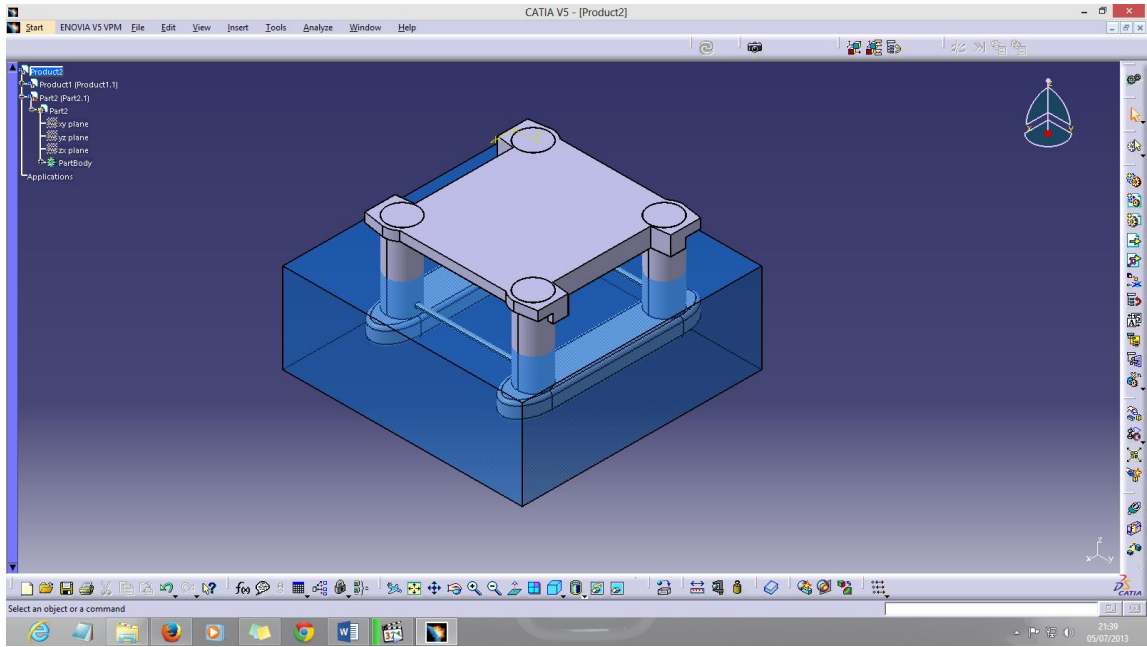 CATIA V5 - [Product2]
Start ENOVIA V5 VPM File Edit View Insert Tools Analyze Window Help
Product2
Product1 (Product1.1)
Part2 (Part2.1)
Part2
xy plane
yz plane
zx plane
PartBody
Applications
z
x y
CATIA
Select an object or a command
21:39
05/07/2013